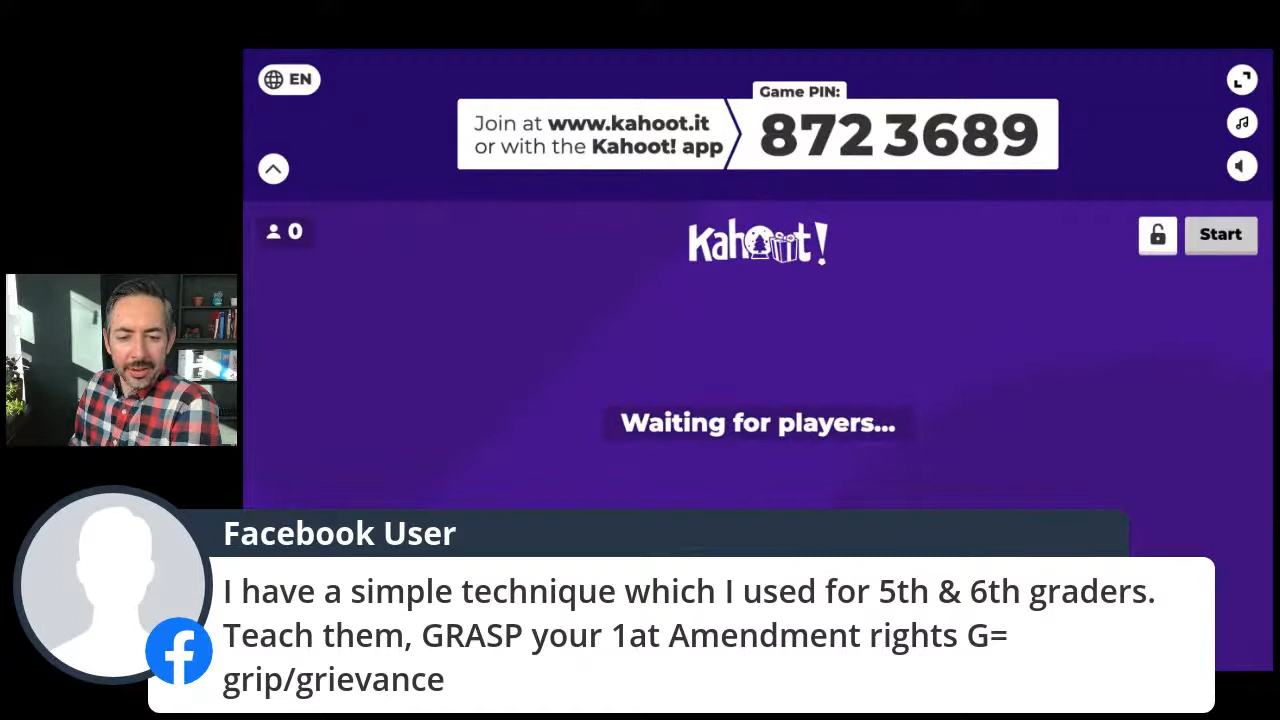 EN
Game PIN:
Join at www.kahoot.it
or with the Kahoot! app
872 3689
0
Kahoot!
Start
Waiting for players...
Facebook User
I have a simple technique which I used for 5th & 6th graders.
Teach them, GRASP your 1at Amendment rights G=
grip/grievance